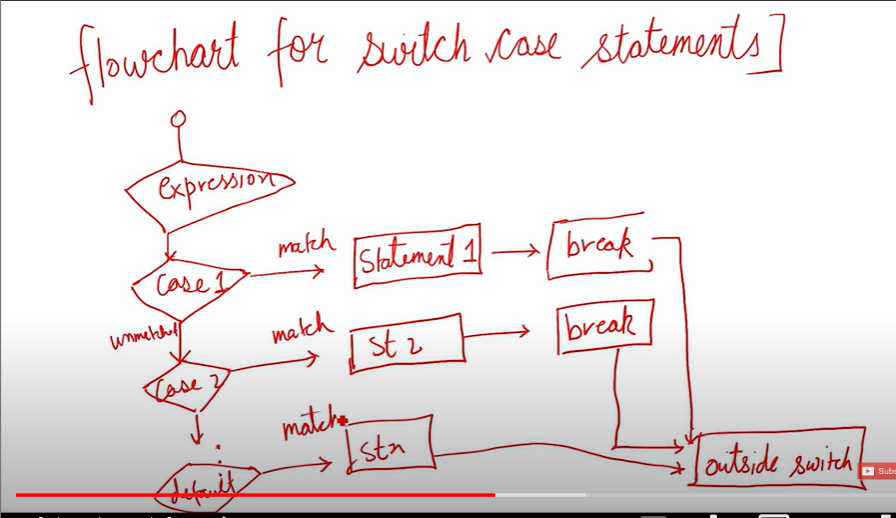 flowchart for switch case statements]
expression
match
Statement 1
break
case 1
unmatched
match
St 2
break
case 2
match
Stn
outside switch
default
Subs